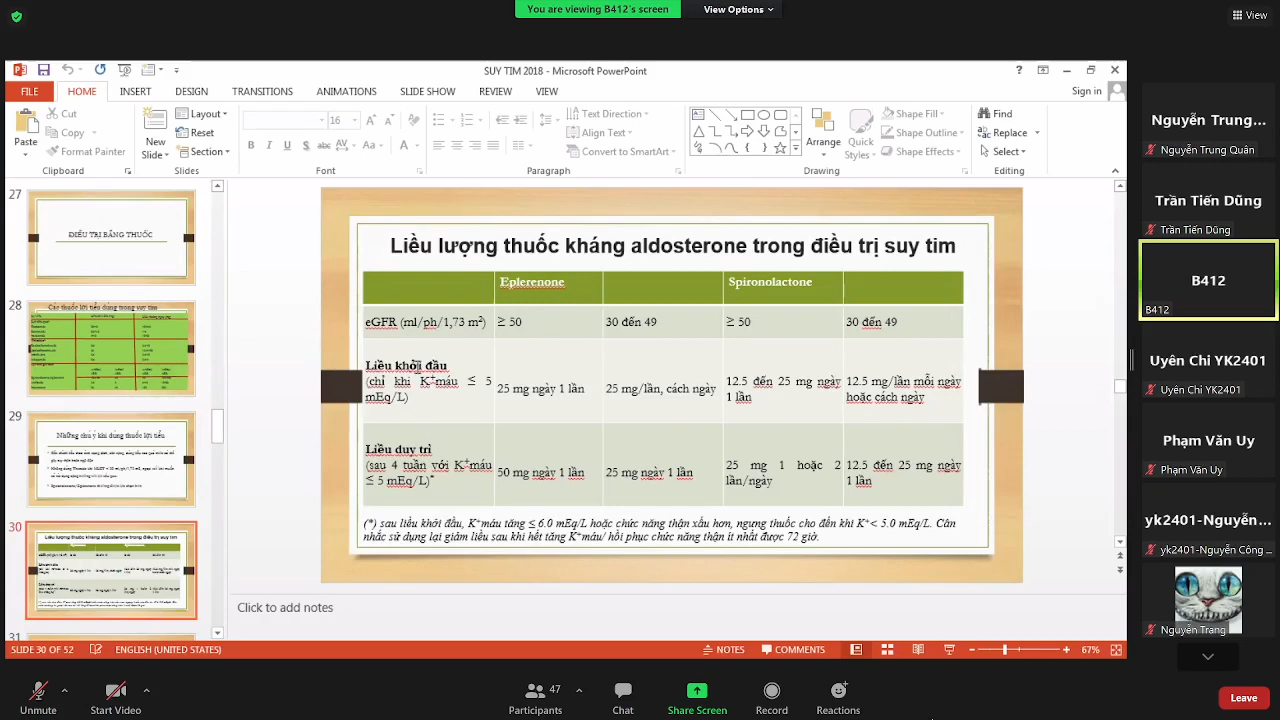 You are viewing B412's screen
View Options
View
SUY TIM 2018 - Microsoft PowerPoint
FILE
HOME
INSERT
DESIGN
TRANSITIONS
ANIMATIONS
SLIDE SHOW
REVIEW
VIEW
Sign in
Paste
Cut
Copy
Format Painter
Clipboard
New Slide
Layout
Reset
Section
Slides
16
Font
Paragraph
Text Direction
Align Text
Convert to SmartArt
Arrange
Quick Styles
Shape Fill
Shape Outline
Shape Effects
Drawing
Find
Replace
Select
Editing
27
ĐIỀU TRỊ BẰNG THUỐC
28
Các thuốc lợi tiểu dùng trong suy tim
29
Những chú ý khi dùng thuốc lợi tiểu
30
Liều lượng thuốc kháng aldosterone trong điều trị suy tim
31
Liều lượng thuốc kháng aldosterone trong điều trị suy tim
Eplerenone
Spironolactone
eGFR (ml/ph/1,73 m²)
≥ 50
30 đến 49
≥ 50
30 đến 49
Liều khởi đầu
(chỉ khi K⁺máu ≤ 5
mEq/L)
25 mg ngày 1 lần
25 mg/lần, cách ngày
12.5 đến 25 mg ngày
1 lần
12.5 mg/lần mỗi ngày
hoặc cách ngày
Liều duy trì
(sau 4 tuần với K⁺máu
≤ 5 mEq/L)*
50 mg ngày 1 lần
25 mg ngày 1 lần
25 mg 1 hoặc 2
lần/ngày
12.5 đến 25 mg ngày
1 lần
(*) sau liều khởi đầu, K⁺máu tăng ≤ 6.0 mEq/L hoặc chức năng thận xấu hơn, ngưng thuốc cho đến khi K⁺< 5.0 mEq/L. Cân
nhắc sử dụng lại giảm liều sau khi hết tăng K⁺máu/ hồi phục chức năng thận ít nhất được 72 giờ.
Click to add notes
SLIDE 30 OF 52
ENGLISH (UNITED STATES)
NOTES
COMMENTS
67%
Nguyễn Trung...
Nguyễn Trung Quân
Trần Tiến Dũng
Trần Tiến Dũng
B412
B412
Uyên Chi YK2401
Uyên Chi YK2401
Phạm Văn Uy
Phạm Văn Uy
yk2401-Nguyễn...
yk2401-Nguyễn Công ...
Nguyên Trang
Unmute
Start Video
47
Participants
Chat
Share Screen
Record
Reactions
Leave